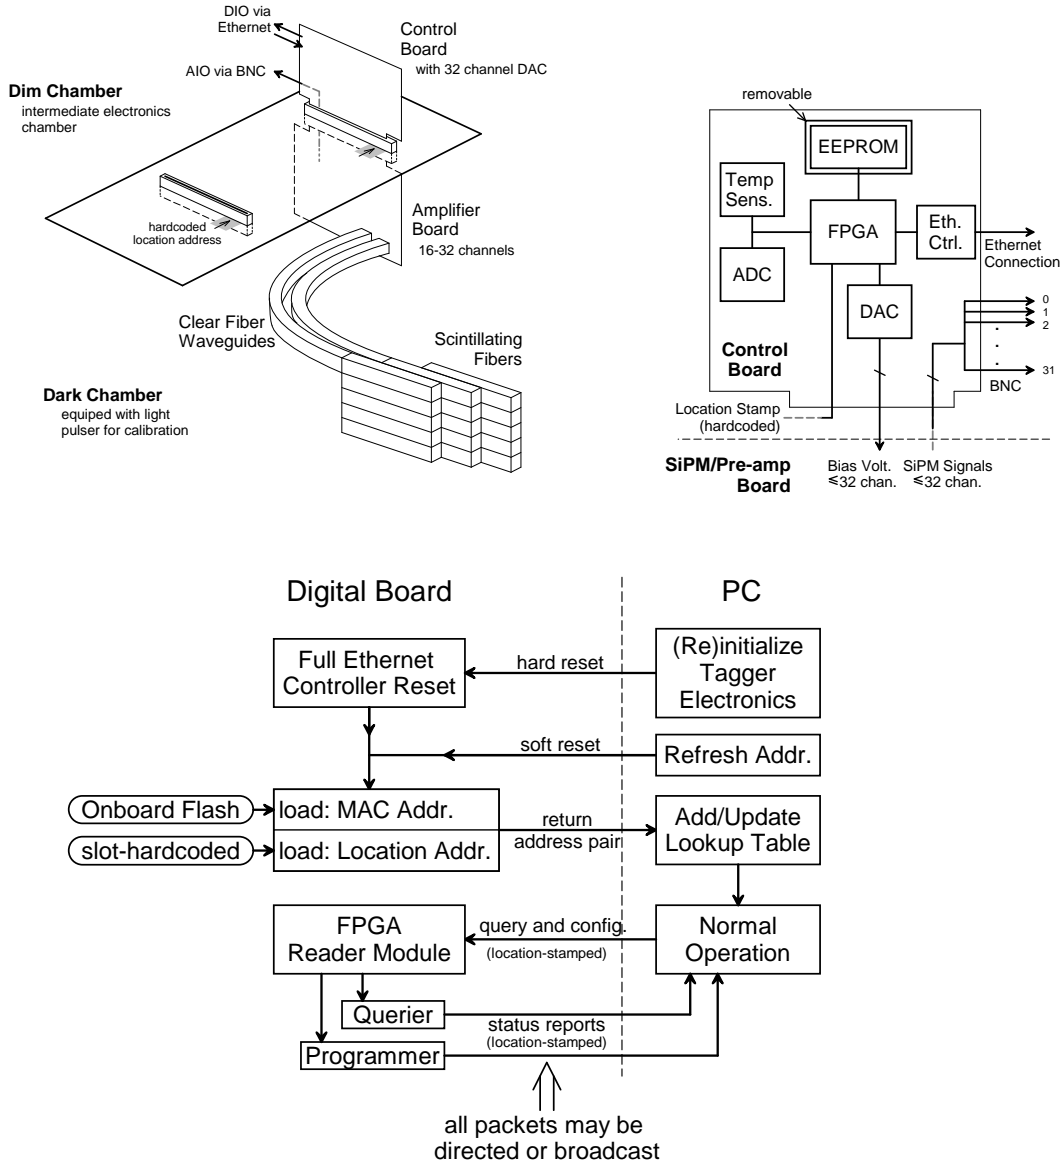 DIO via
Ethernet
Control
Board
with 32 channel DAC
AIO via BNC
Dim Chamber
intermediate electronics
chamber
hardcoded
location address
Amplifier
Board
16-32 channels
Clear Fiber
Waveguides
Scintillating
Fibers
Dark Chamber
equiped with light
pulser for calibration
removable
EEPROM
Temp
Sens.
FPGA
Eth.
Ctrl.
Ethernet
Connection
ADC
DAC
0
1
2
.
.
.
31
BNC
Control
Board
Location Stamp
(hardcoded)
SiPM/Pre-amp
Board
Bias Volt.
≤32 chan.
SiPM Signals
≤32 chan.
Digital Board
PC
Full Ethernet
Controller Reset
hard reset
(Re)initialize
Tagger
Electronics
soft reset
Refresh Addr.
Onboard Flash
load: MAC Addr.
slot-hardcoded
load: Location Addr.
return
address pair
Add/Update
Lookup Table
FPGA
Reader Module
query and config.
(location-stamped)
Normal
Operation
Querier
status reports
(location-stamped)
Programmer
all packets may be
directed or broadcast